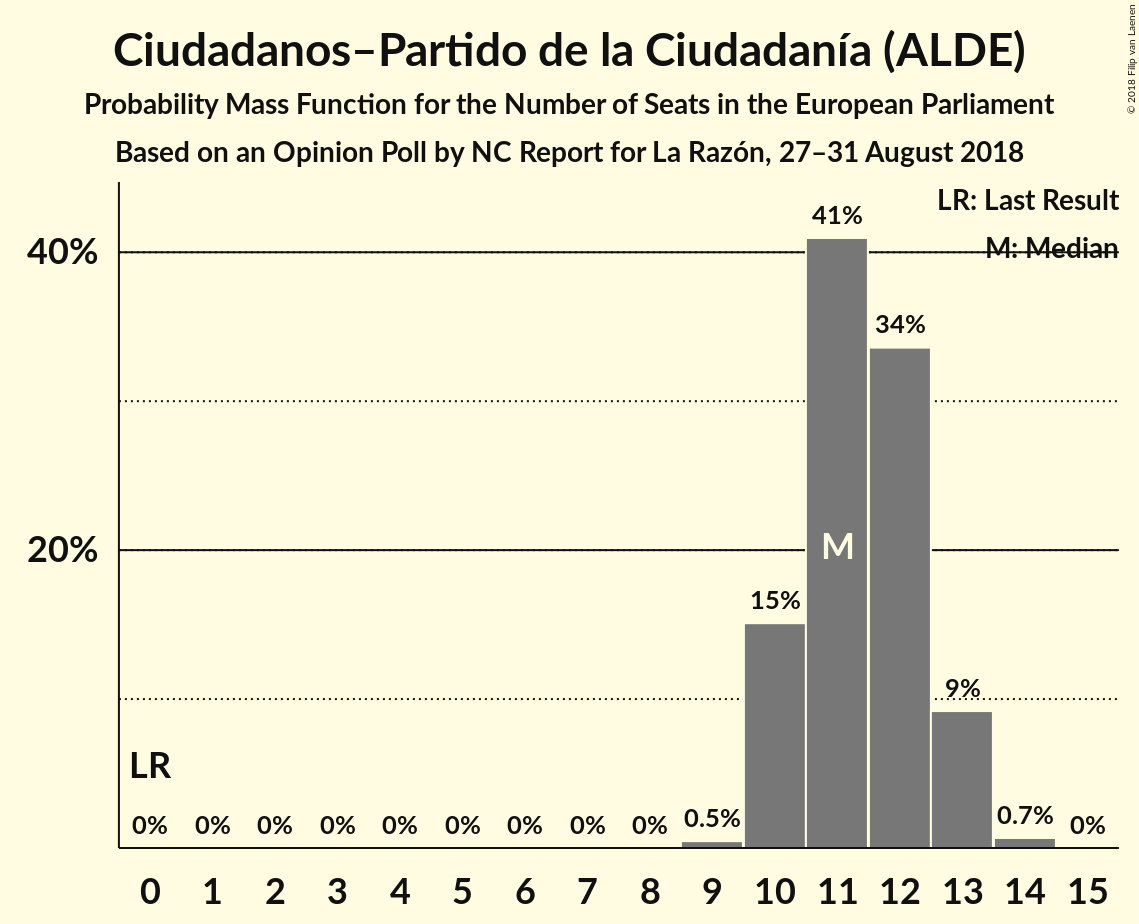 Ciudadanos–Partido de la Ciudadanía (ALDE)
Probability Mass Function for the Number of Seats in the European Parliament
Based on an Opinion Poll by NC Report for La Razón, 27–31 August 2018
© 2018 Filip van Laenen
LR: Last Result
M: Median
40%
20%
41%
34%
15%
9%
0.5%
0.7%
M
LR
0% 0% 0% 0% 0% 0% 0% 0% 0% 0%
0 1 2 3 4 5 6 7 8 9 10 11 12 13 14 15